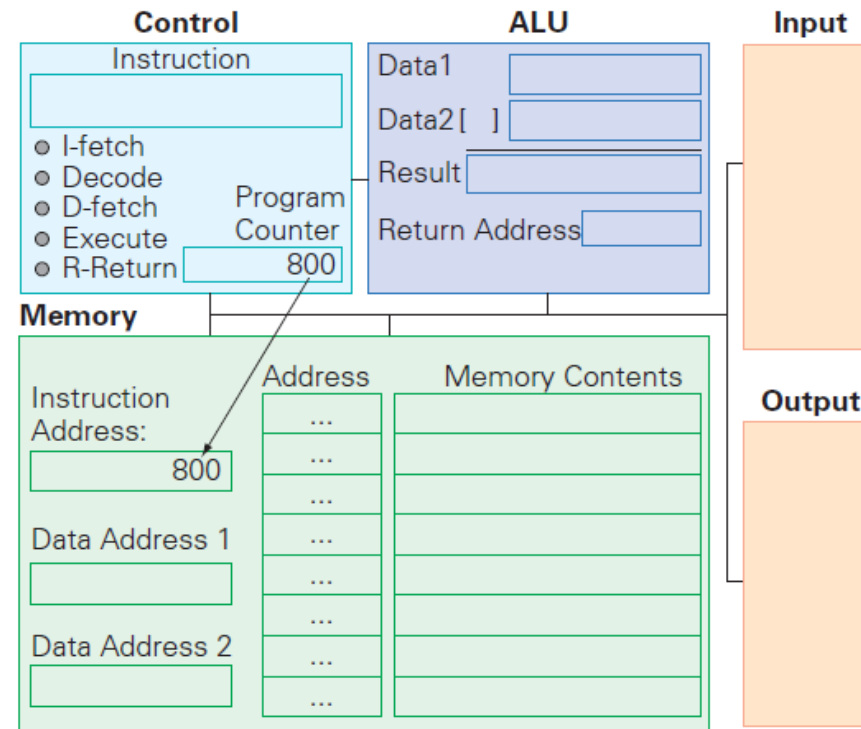 Control
Instruction
I-fetch
Decode
D-fetch
Execute
R-Return
Program
Counter
800
ALU
Data1
Data2[ ]
Result
Return Address
Input
Memory
Instruction
Address:
800
Data Address 1
Data Address 2
Address
...
...
...
...
...
...
...
...
Memory Contents
Output